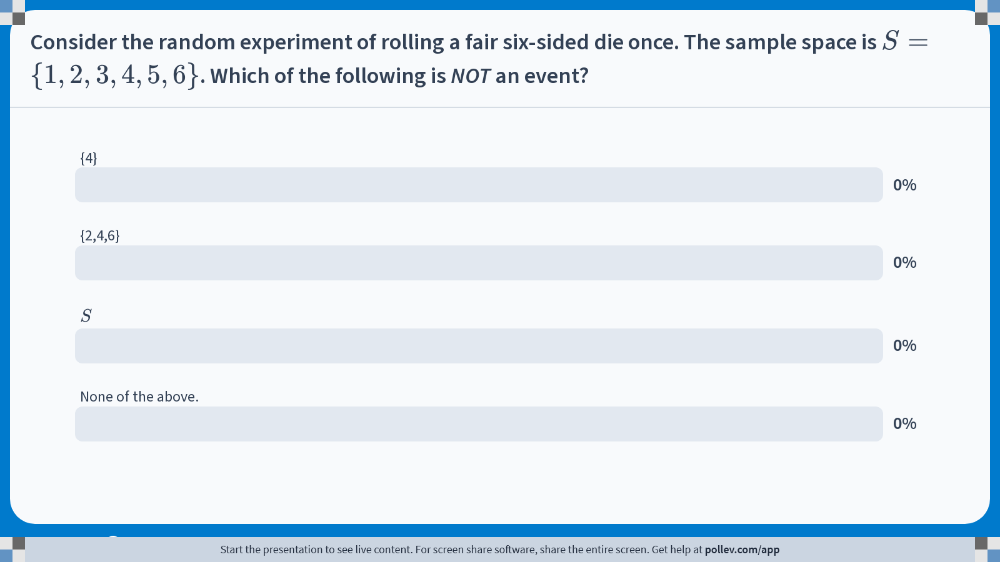 Consider the random experiment of rolling a fair six-sided die once. The sample space is S =
{1, 2, 3, 4, 5, 6}. Which of the following is NOT an event?
{4}
0%
{2,4,6}
0%
S
0%
None of the above.
0%
Start the presentation to see live content. For screen share software, share the entire screen. Get help at pollev.com/app